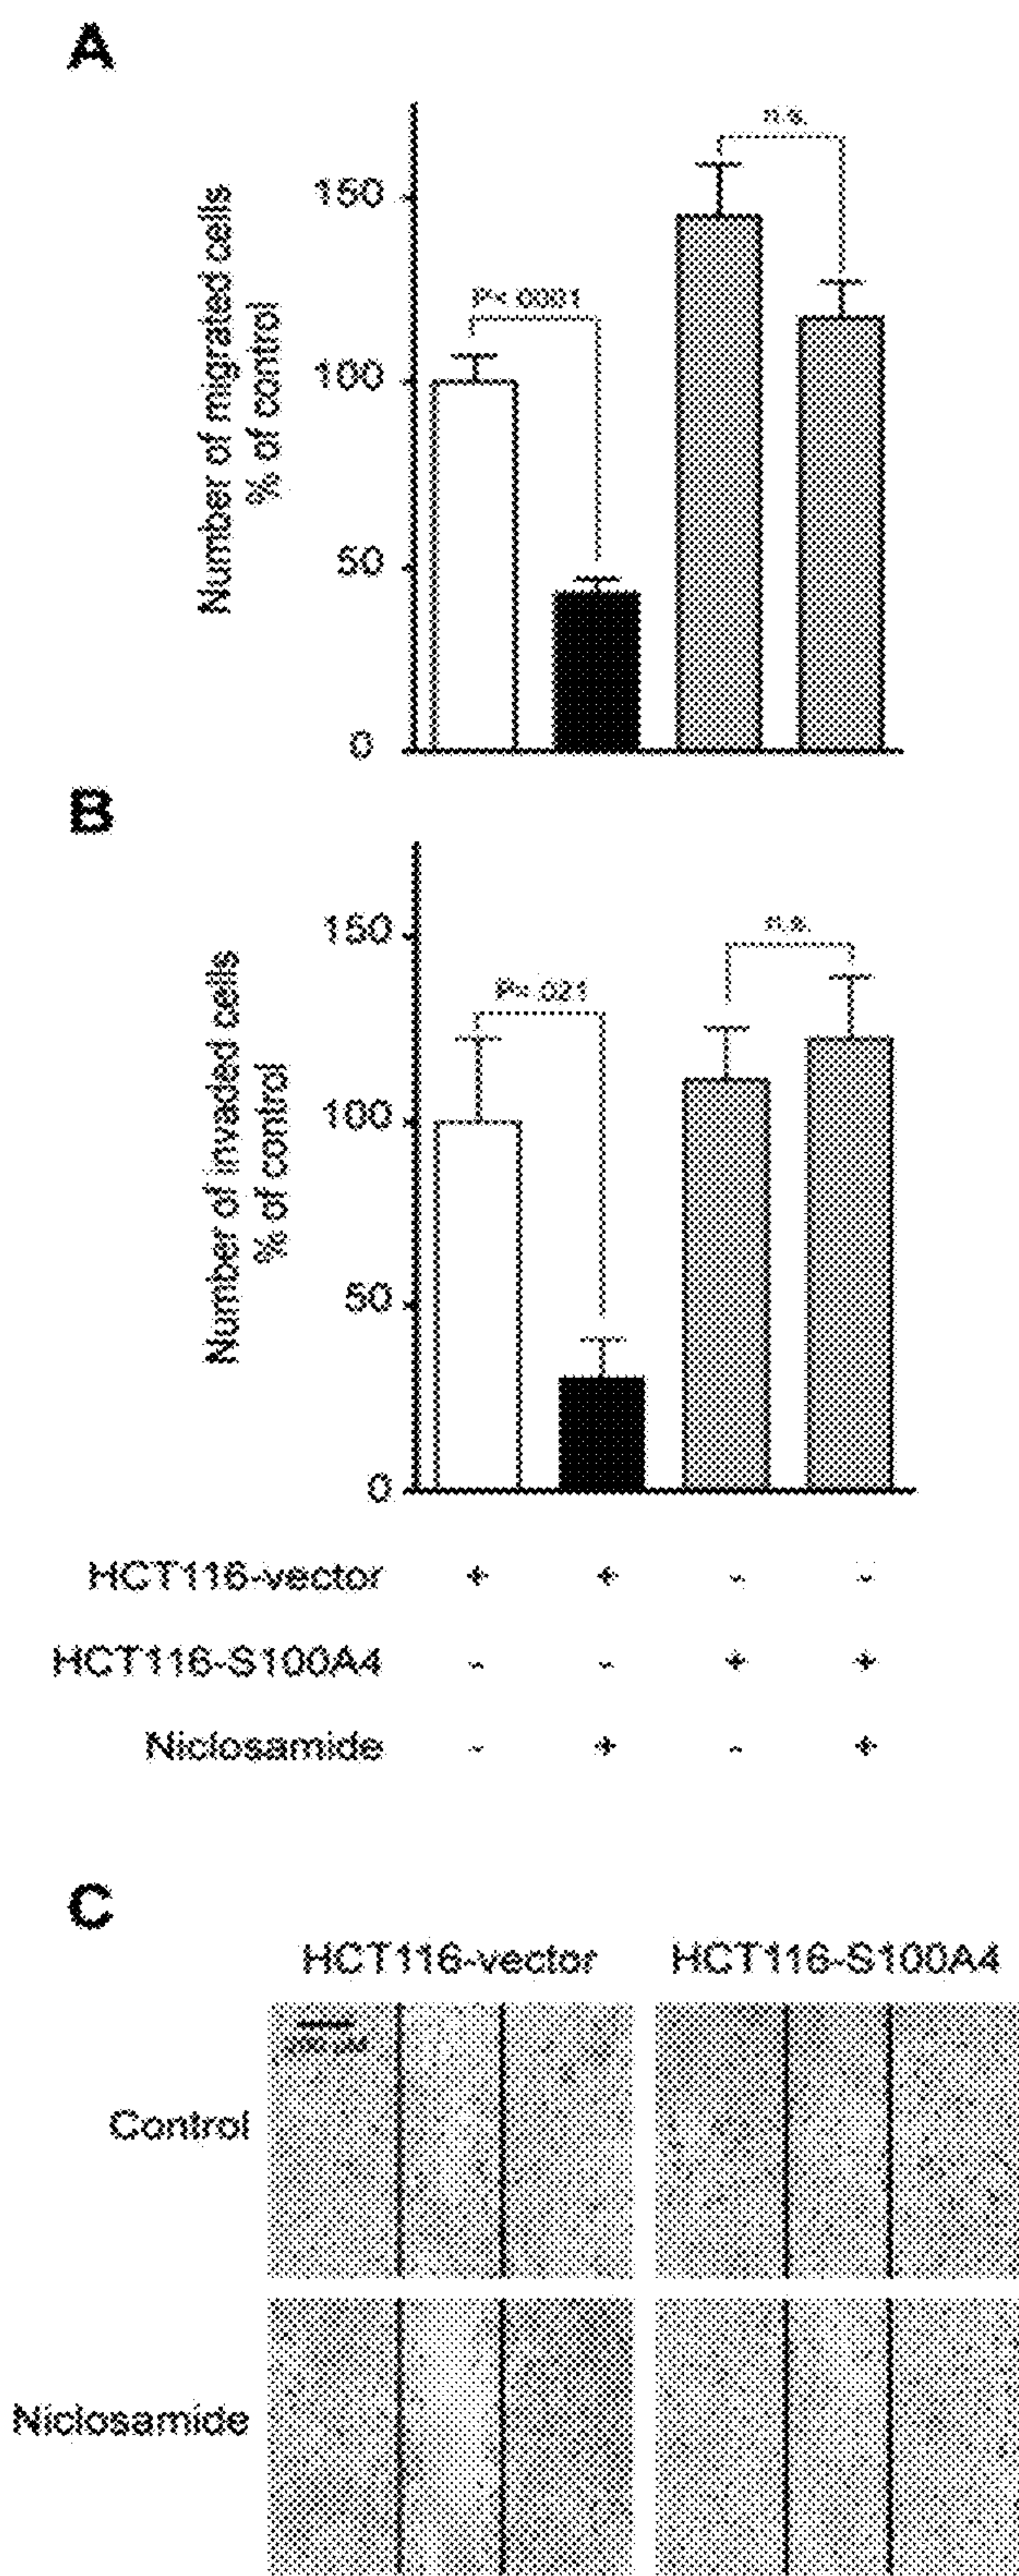 A
Number of migrated cells
% of control
150
100
50
0
P<.0001
n.s.
B
Number of invaded cells
% of control
150
100
50
0
P=.021
n.s.
HCT116-vector + + - -
HCT116-S100A4 - - + +
Niclosamide - + - +
C
HCT116-vector HCT116-S100A4
Control
Niclosamide